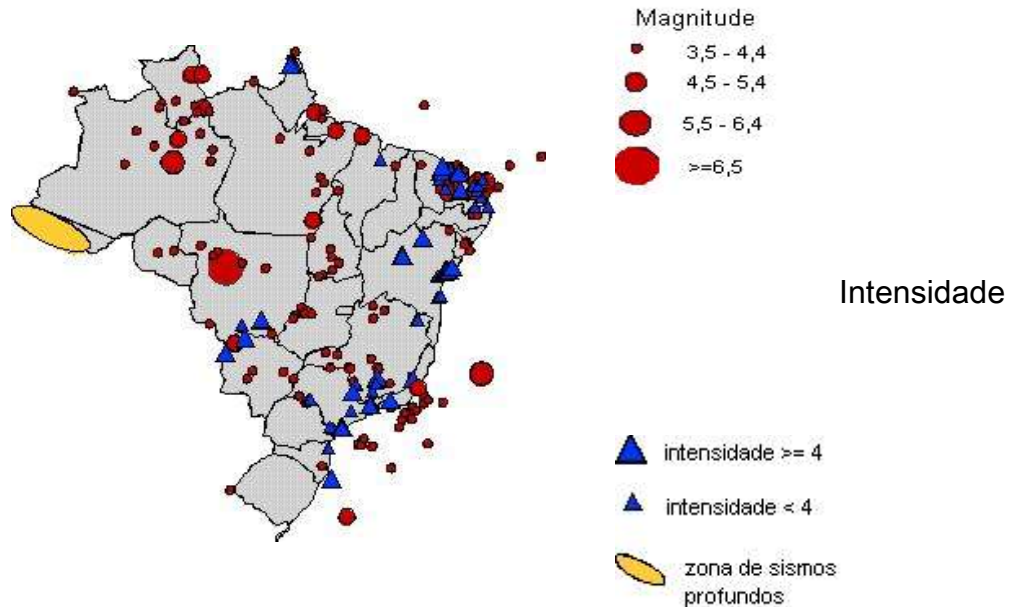 Magnitude
3,5 - 4,4
4,5 - 5,4
5,5 - 6,4
>=6,5
Intensidade
intensidade >= 4
intensidade < 4
zona de sismos
profundos